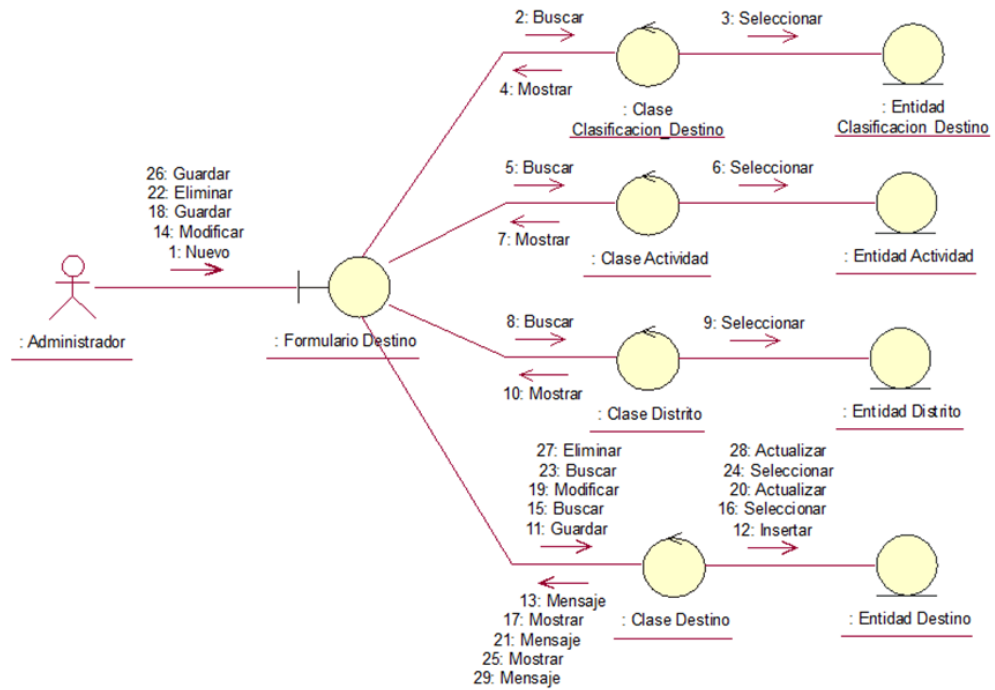 2: Buscar
3: Seleccionar
4: Mostrar
: Clase
Clasificacion_Destino
: Entidad
Clasificacion_Destino
26: Guardar
22: Eliminar
18: Guardar
14: Modificar
1: Nuevo
5: Buscar
6: Seleccionar
7: Mostrar
: Clase Actividad
: Entidad Actividad
: Administrador
: Formulario Destino
8: Buscar
9: Seleccionar
10: Mostrar
: Clase Distrito
: Entidad Distrito
27: Eliminar
23: Buscar
19: Modificar
15: Buscar
11: Guardar
28: Actualizar
24: Seleccionar
20: Actualizar
16: Seleccionar
12: Insertar
13: Mensaje
17: Mostrar
21: Mensaje
25: Mostrar
29: Mensaje
: Clase Destino
: Entidad Destino